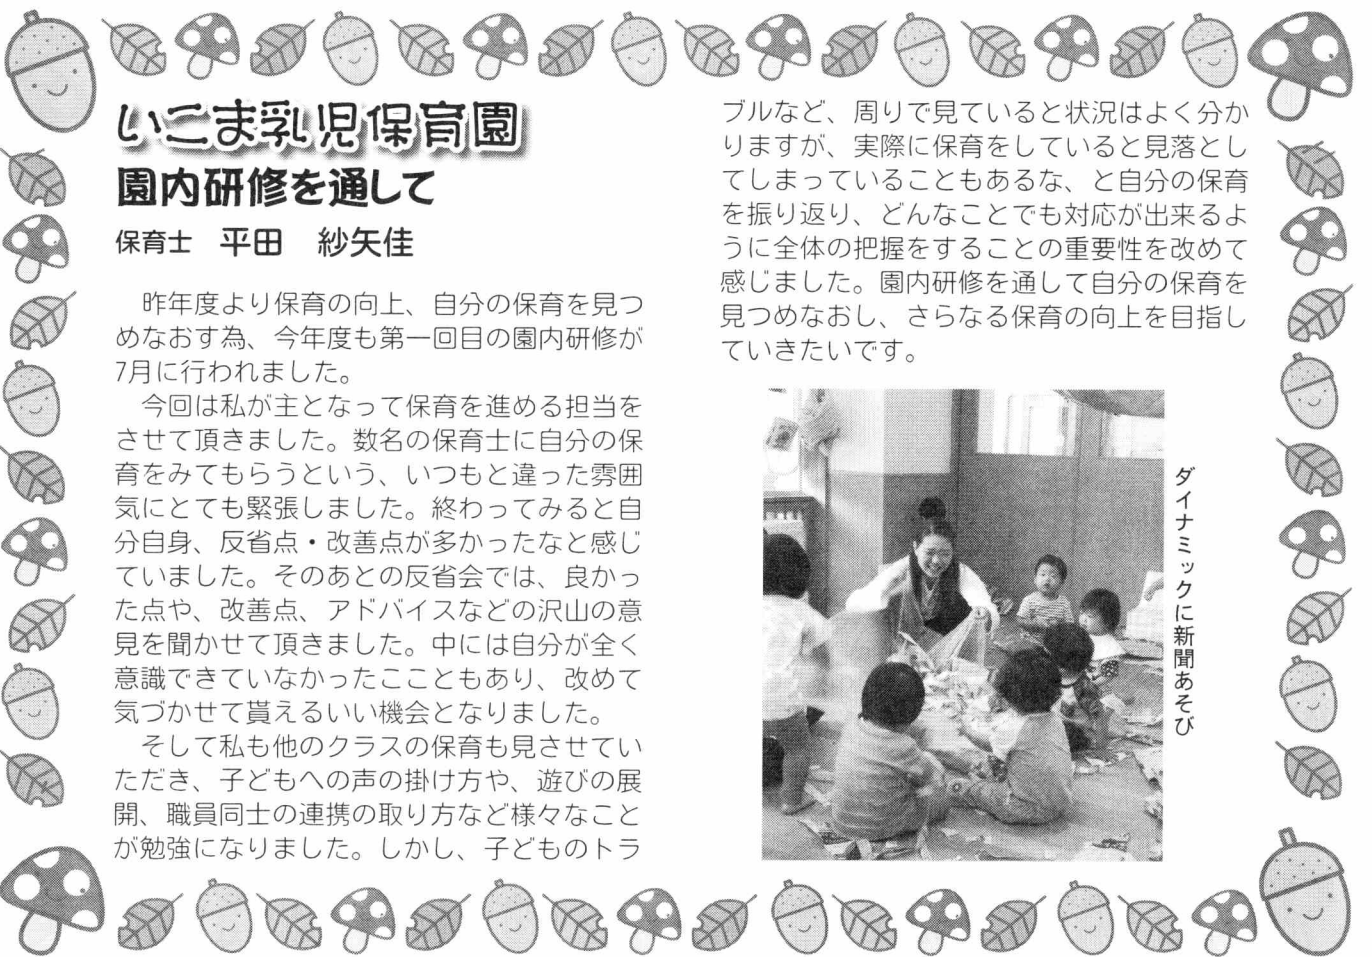 いこま乳児保育園
園内研修を通して
保育士　平田　紗矢佳
　昨年度より保育の向上、自分の保育を見つ
めなおす為、今年度も第一回目の園内研修が
7月に行われました。
　今回は私が主となって保育を進める担当を
させて頂きました。数名の保育士に自分の保
育をみてもらうという、いつもと違った雰囲
気にとても緊張しました。終わってみると自
分自身、反省点・改善点が多かったなと感じ
ていました。そのあとの反省会では、良かっ
た点や、改善点、アドバイスなどの沢山の意
見を聞かせて頂きました。中には自分が全く
意識できていなかったこともあり、改めて
気づかせて貰えるいい機会となりました。
　そして私も他のクラスの保育も見させてい
ただき、子どもへの声の掛け方や、遊びの展
開、職員同士の連携の取り方など様々なこと
が勉強になりました。しかし、子どものトラ
ブルなど、周りで見ていると状況はよく分か
りますが、実際に保育をしていると見落とし
てしまっていることもあるな、と自分の保育
を振り返り、どんなことでも対応が出来るよ
うに全体の把握をすることの重要性を改めて
感じました。園内研修を通して自分の保育を
見つめなおし、さらなる保育の向上を目指し
ていきたいです。
ダイナミックに新聞あそび